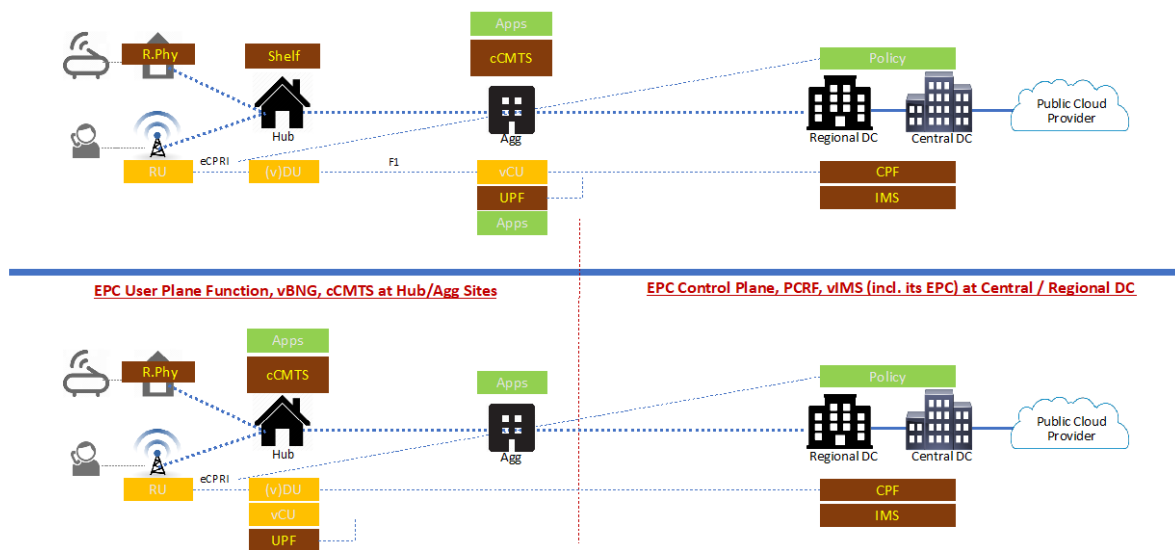 Apps
R.Phy
Shelf
cCMTS
Policy
Public Cloud
Provider
Hub
Agg
Regional DC
Central DC
eCPRI
F1
RU
(v)DU
vCU
CPF
UPF
IMS
Apps
EPC User Plane Function, vBNG, cCMTS at Hub/Agg Sites
EPC Control Plane, PCRF, vIMS (incl. its EPC) at Central / Regional DC
Apps
R.Phy
cCMTS
Apps
Policy
Public Cloud
Provider
Hub
Agg
Regional DC
Central DC
eCPRI
RU
(v)DU
CPF
vCU
IMS
UPF